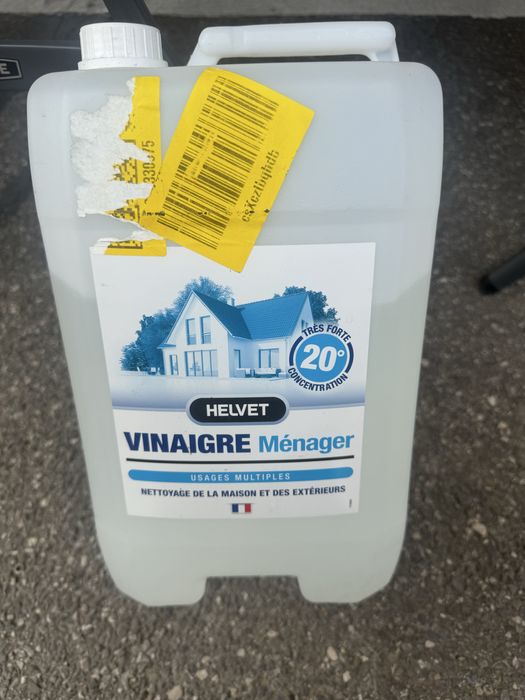 TRÈS FORTE
20°
CONCENTRATION
HELVET
VINAIGRE Ménager
USAGES MULTIPLES
NETTOYAGE DE LA MAISON ET DES EXTÉRIEURS